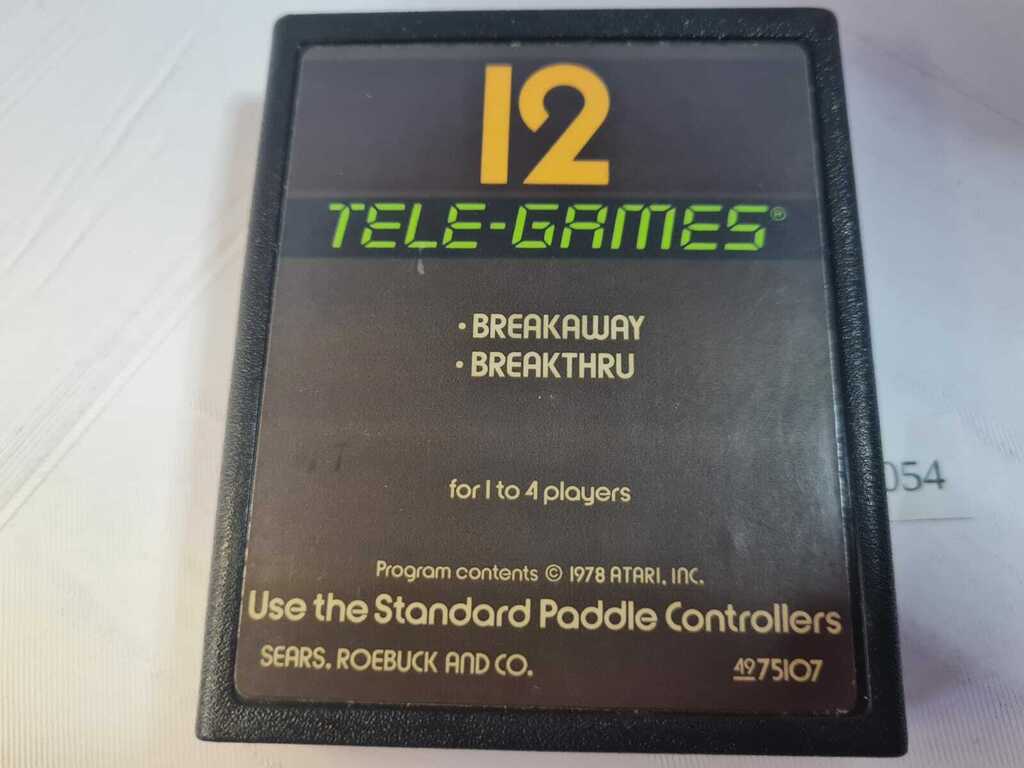 12
TELE-GAMES®
• BREAKAWAY
• BREAKTHRU
for 1 to 4 players
Program contents © 1978 ATARI, INC.
Use the Standard Paddle Controllers
SEARS, ROEBUCK AND CO. 4975107
054